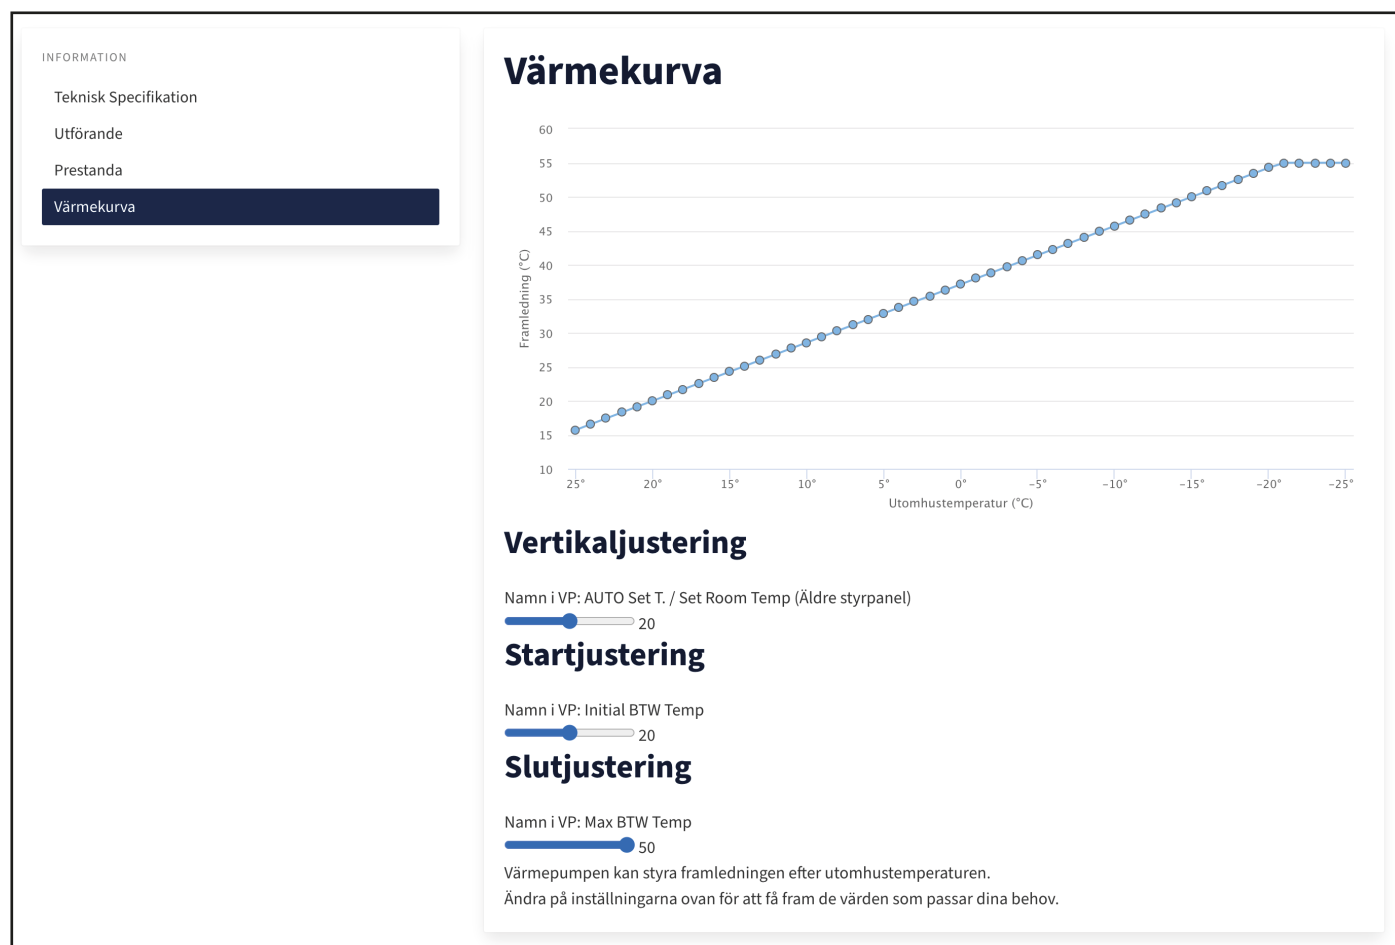 INFORMATION
Teknisk Specifikation
Utförande
Prestanda
Värmekurva
Värmekurva
60
55
50
45
40
35
30
25
20
15
10
Framledning (°C)
25° 20° 15° 10° 5° 0° −5° −10° −15° −20° −25°
Utomhustemperatur (°C)
Vertikaljustering
Namn i VP: AUTO Set T. / Set Room Temp (Äldre styrpanel)
20
Startjustering
Namn i VP: Initial BTW Temp
20
Slutjustering
Namn i VP: Max BTW Temp
50
Värmepumpen kan styra framledningen efter utomhustemperaturen.
Ändra på inställningarna ovan för att få fram de värden som passar dina behov.